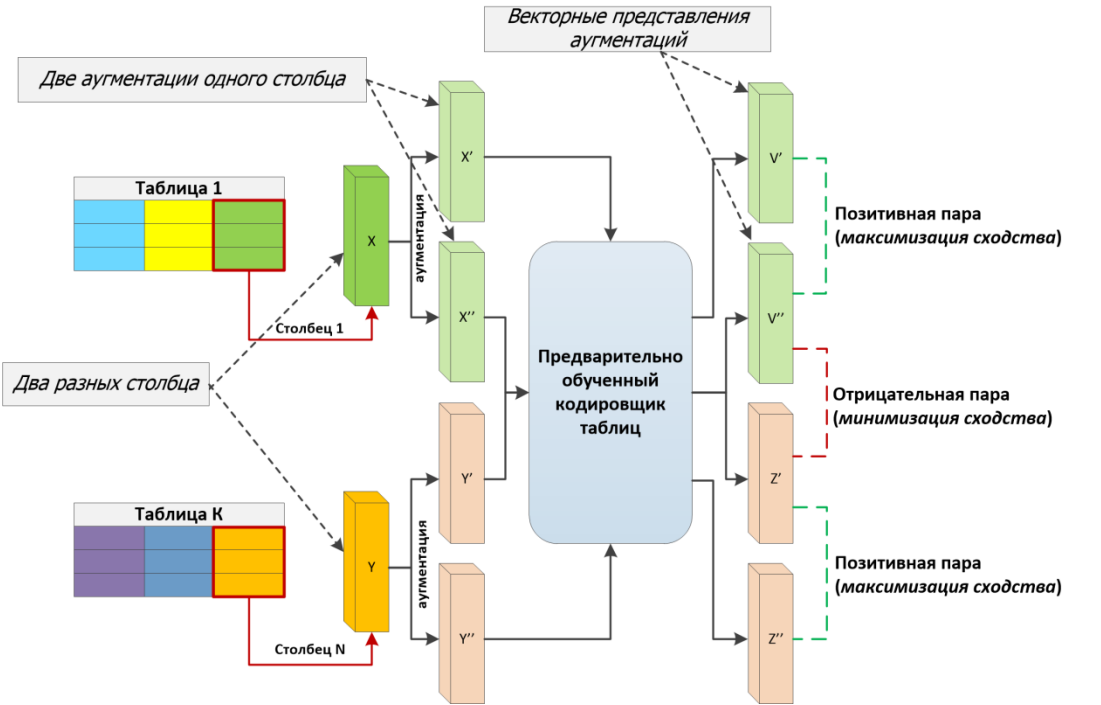 Векторные представления
аугментаций
Две аугментации одного столбца
X'
V'
Таблица 1
аугментация
X
Позитивная пара
(максимизация сходства)
X''
V''
Столбец 1
Предварительно
обученный
кодировщик
таблиц
Два разных столбца
Отрицательная пара
(минимизация сходства)
Y'
Z'
Таблица K
аугментация
Y
Позитивная пара
(максимизация сходства)
Столбец N
Y''
Z''